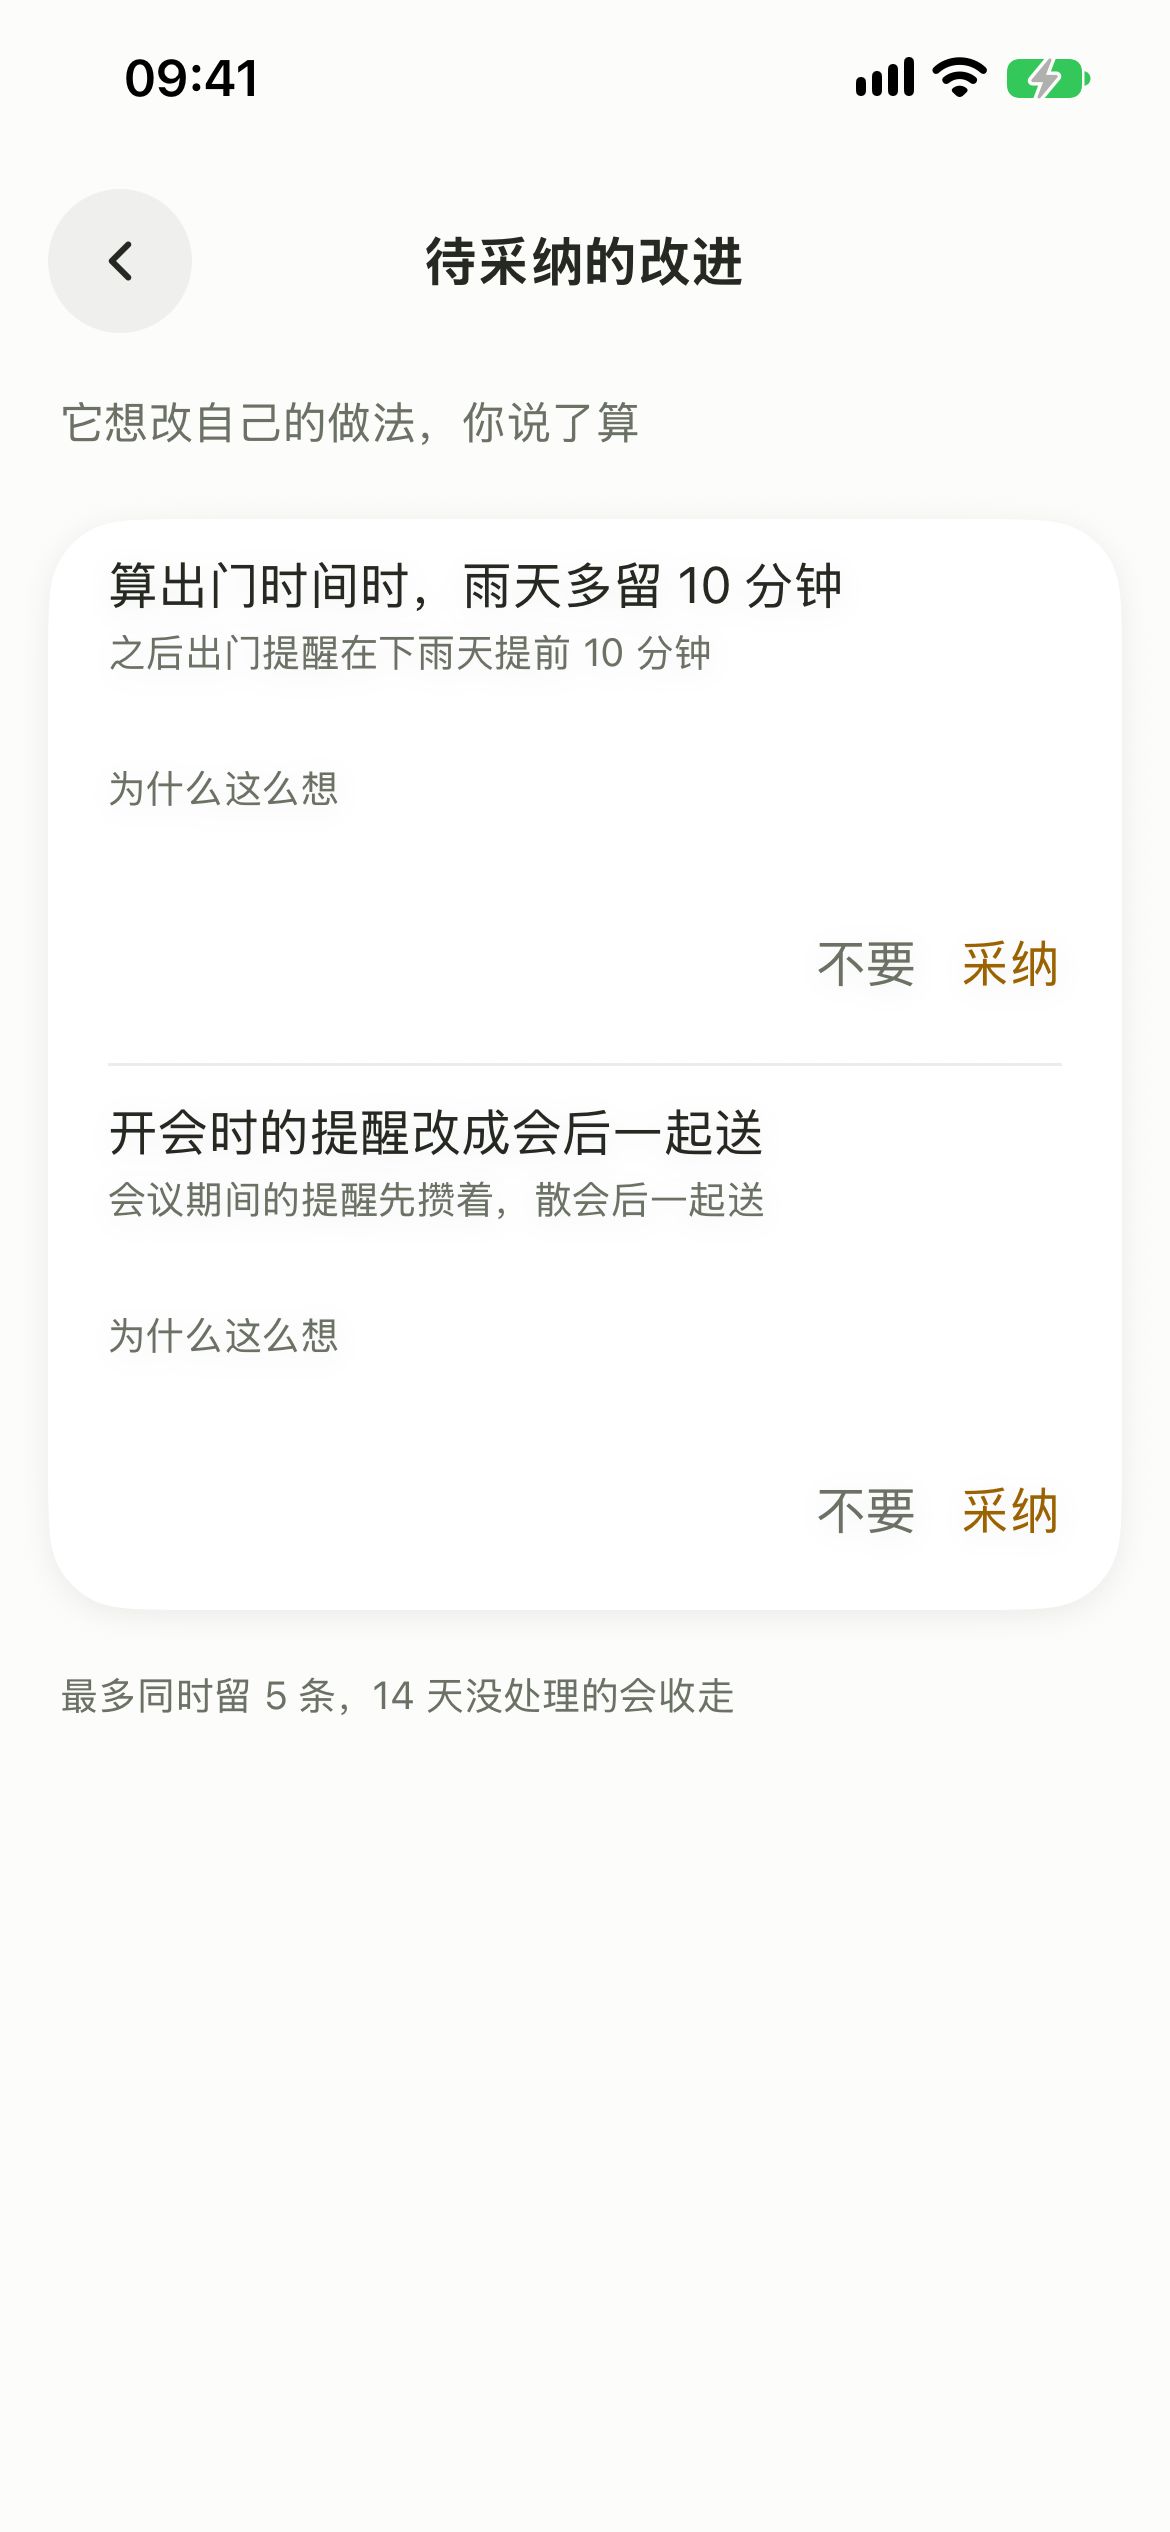 09:41
待采纳的改进
它想改自己的做法，你说了算
算出门时间时，雨天多留 10 分钟
之后出门提醒在下雨天提前 10 分钟
为什么这么想
不要 采纳
开会时的提醒改成会后一起送
会议期间的提醒先攒着，散会后一起送
为什么这么想
不要 采纳
最多同时留 5 条，14 天没处理的会收走